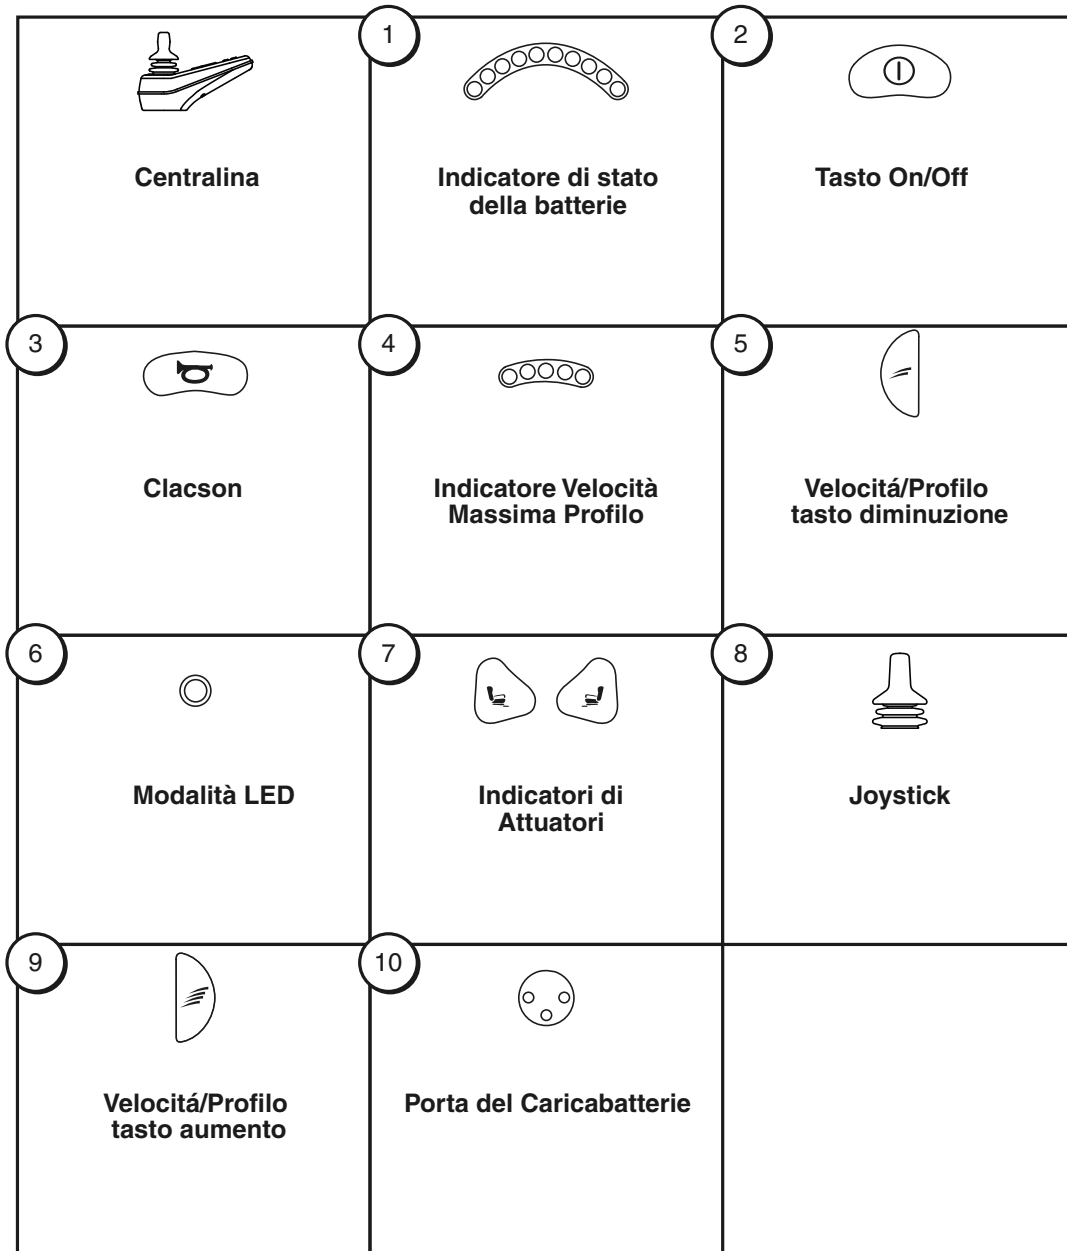 Centralina
1
Indicatore di stato
della batterie
2
Tasto On/Off
3
Clacson
4
Indicatore Velocità
Massima Profilo
5
Velocitá/Profilo
tasto diminuzione
6
Modalità LED
7
Indicatori di
Attuatori
8
Joystick
9
Velocitá/Profilo
tasto aumento
10
Porta del Caricabatterie